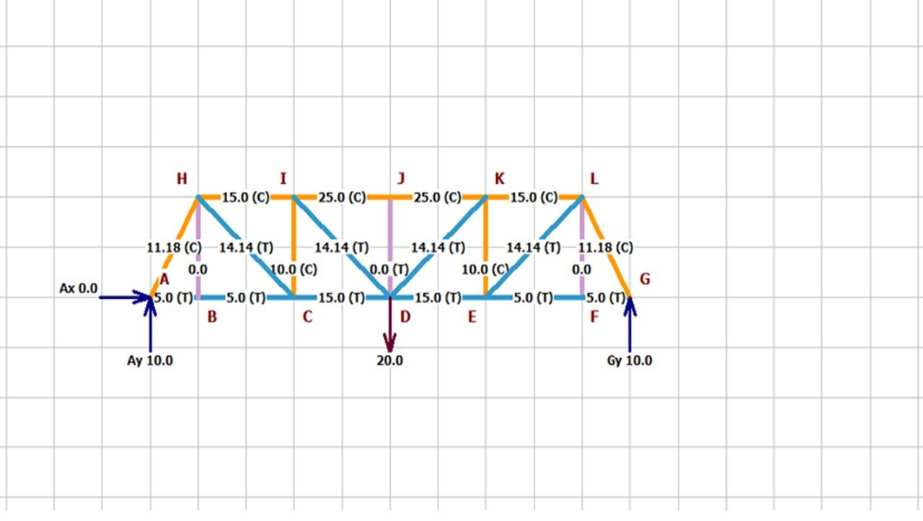 H I J K L
15.0 (C) 25.0 (C) 25.0 (C) 15.0 (C)
11.18 (C) 14.14 (T) 14.14 (T) 14.14 (T) 14.14 (T) 11.18 (C)
0.0 10.0 (C) 0.0 (T) 10.0 (C) 0.0
A G
Ax 0.0
5.0 (T) 5.0 (T) 15.0 (T) 15.0 (T) 5.0 (T) 5.0 (T)
B C D E F
Ay 10.0 20.0 Gy 10.0